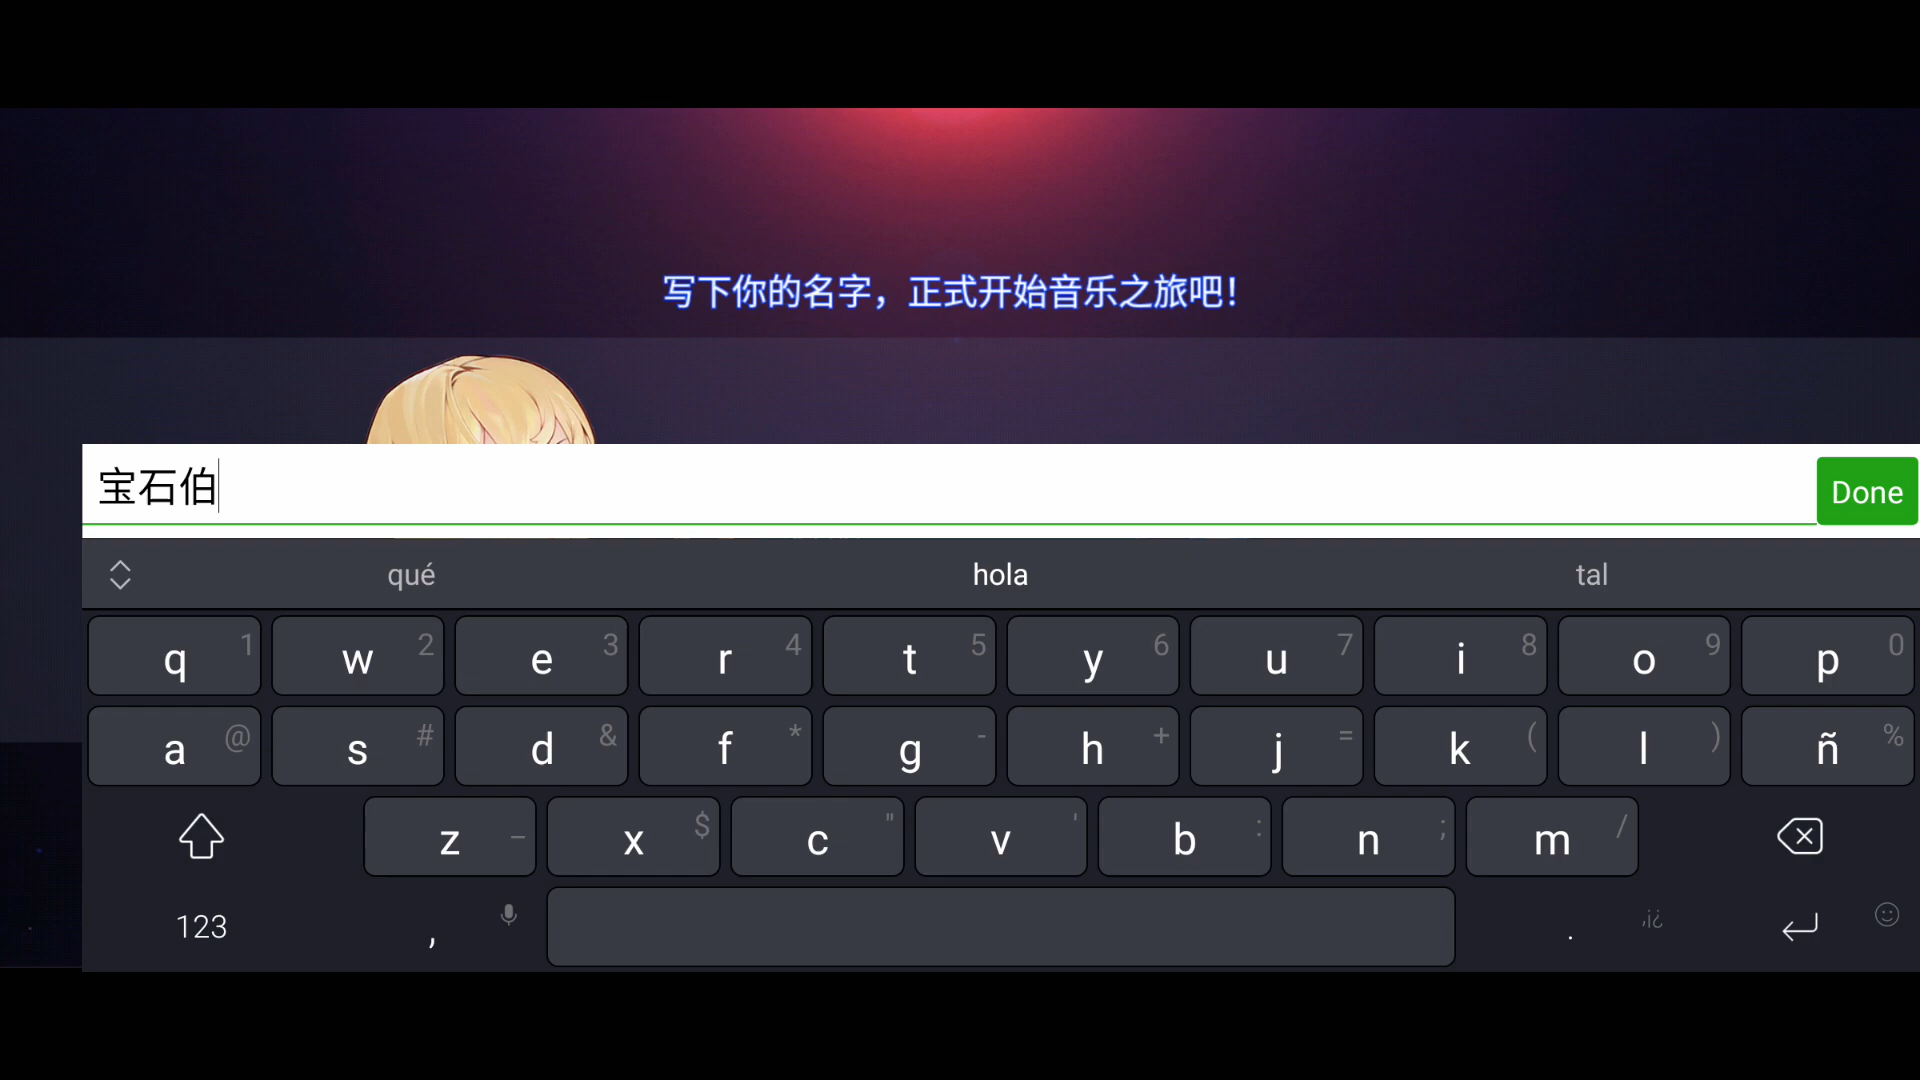 写下你的名字，正式开始音乐之旅吧！
宝石伯
Done
qué hola tal
q 1 w 2 e 3 r 4 t 5 y 6 u 7 i 8 o 9 p 0
a @ s # d & f * g - h + j = k ( l ) ñ %
z _ x $ c " v ' b : n ; m /
123 , . ,¡¿